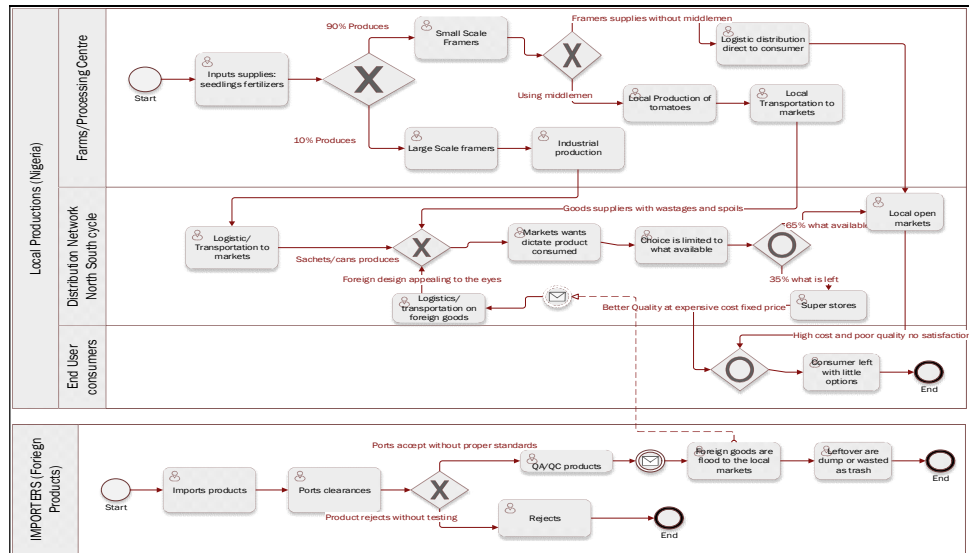 Local Productions (Nigeria)
Farms/Processing Centre
Start
Inputs supplies:
seedlings fertilizers
90% Produces
10% Produces
Small Scale
Framers
Framers supplies without middlemen
Using middlemen
Logistic distribution
direct to consumer
Local Production of
tomatoes
Local
Transportation to
markets
Large Scale framers
Industrial
production
Distribution Network
North South cycle
Logistic/
Transportation to
markets
Sachets/cans produces
Goods suppliers with wastages and spoils
Foreign design appealing to the eyes
Logistics/
transportation on
foreign goods
Markets wants
dictate product
consumed
Choice is limited to
what available
65% what available
35% what is left
Local open
markets
Super stores
Better Quality at expensive cost fixed price
High cost and poor quality no satisfaction
End User
consumers
Consumer left
with little
options
End
IMPORTERS (Foriegn
Products)
Start
Imports products
Ports clearances
Ports accept without proper standards
Product rejects without testing
QA/QC products
Rejects
End
Foreign goods are
flood to the local
markets
Leftover are
dump or wasted
as trash
End